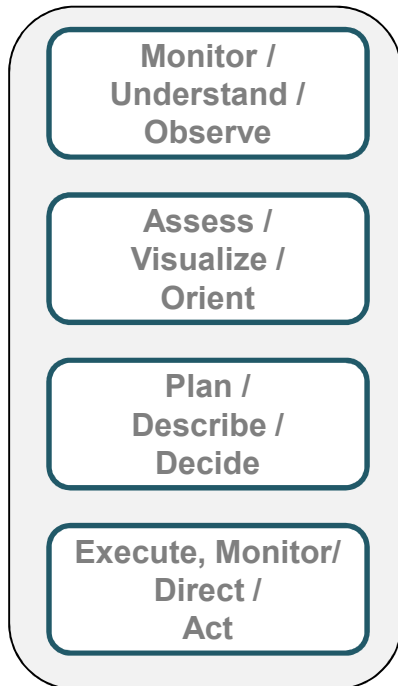 Monitor /
Understand /
Observe
Assess /
Visualize /
Orient
Plan /
Describe /
Decide
Execute, Monitor/
Direct /
Act